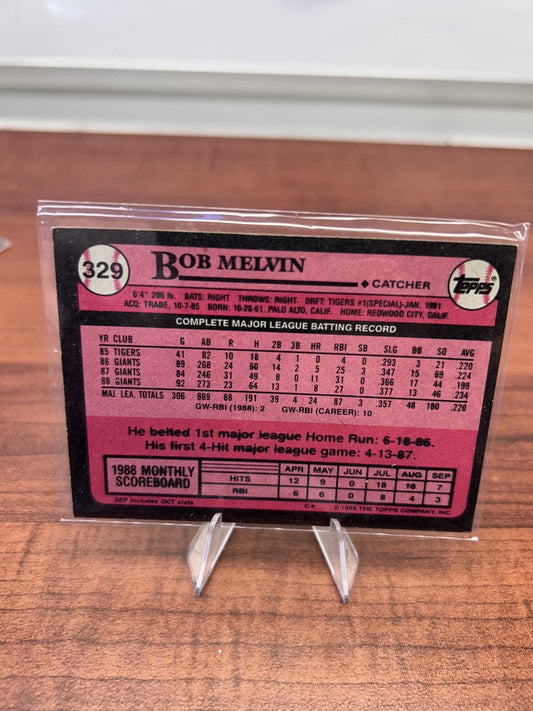 329
BOB MELVIN
◆ CATCHER
Topps
6'4" 205 lb. BATS: RIGHT THROWS: RIGHT DRFT: TIGERS #1(SPECIAL)-JAN, 1981
ACQ: TRADE, 10-7-85 BORN: 10-28-61, PALO ALTO, CALIF. HOME: REDWOOD CITY, CALIF.
COMPLETE MAJOR LEAGUE BATTING RECORD
YR CLUB G AB R H 2B 3B HR RBI SB SLG BB SO AVG
85 TIGERS 41 82 10 18 4 1 0 4 0 .293 3 21 .220
86 GIANTS 89 268 24 60 14 2 5 25 3 .347 15 69 .224
87 GIANTS 84 246 31 49 8 0 11 31 0 .366 17 44 .199
88 GIANTS 92 273 23 64 13 1 8 27 0 .377 13 46 .234
MAJ. LEA. TOTALS 306 869 88 191 39 4 24 87 3 .357 48 180 .220
GW-RBI (1988): 2 GW-RBI (CAREER): 10
He belted 1st major league Home Run: 6-18-86.
His first 4-Hit major league game: 4-13-87.
1988 MONTHLY SCOREBOARD
APR MAY JUN JUL AUG SEP
HITS 12 9 0 18 18 7
RBI 6 6 0 8 4 3
SEP includes OCT stats
C* © 1989 THE TOPPS COMPANY, INC.